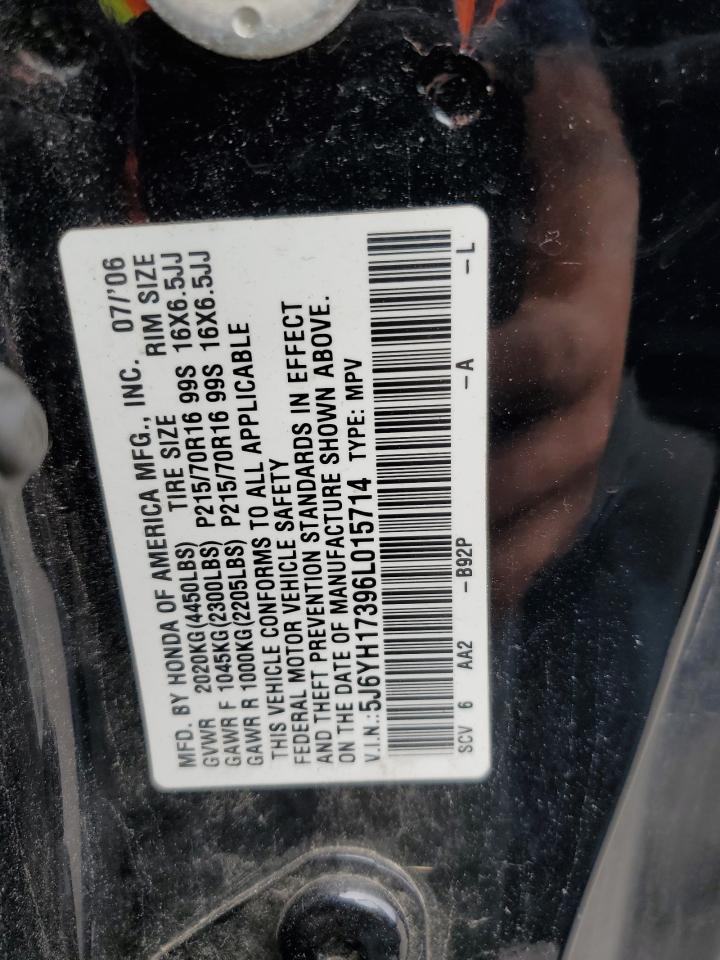 MFD. BY HONDA OF AMERICA MFG., INC. 07/'06
GVWR 2020KG(4450LBS) TIRE SIZE RIM SIZE
GAWR F 1045KG(2300LBS) P215/70R16 99S 16X6.5JJ
GAWR R 1000KG(2205LBS) P215/70R16 99S 16X6.5JJ
THIS VEHICLE CONFORMS TO ALL APPLICABLE
FEDERAL MOTOR VEHICLE SAFETY
AND THEFT PREVENTION STANDARDS IN EFFECT
ON THE DATE OF MANUFACTURE SHOWN ABOVE.
V.I.N.:5J6YH17396L015714 TYPE: MPV
SCV 6 AA2 -B92P -A -L